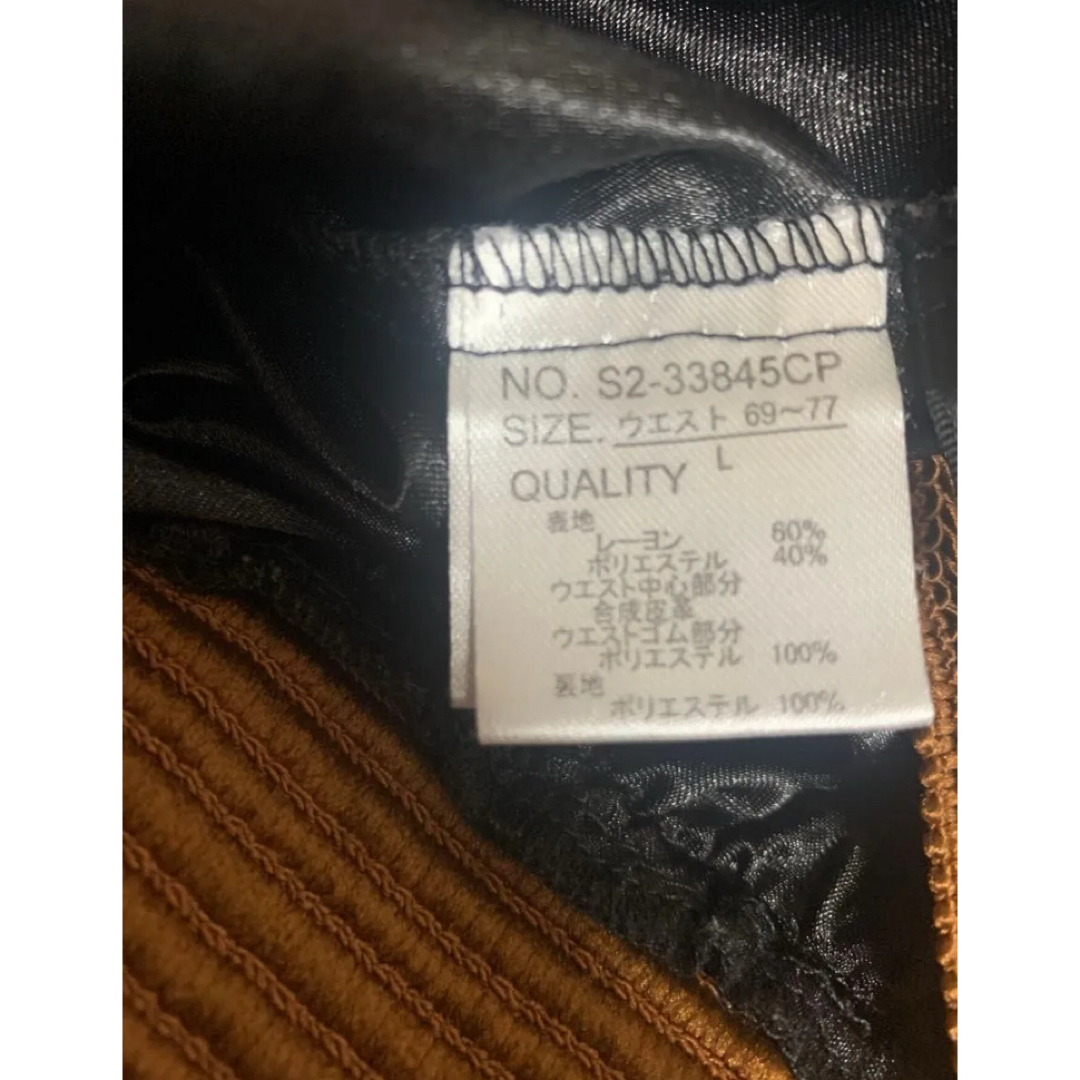 NO. S2-33845CP
SIZE. ウエスト 69～77
L
QUALITY
表地
レーヨン 60%
ポリエステル 40%
ウエスト中心部分
合成皮革
ウエストゴム部分
ポリエステル 100%
裏地
ポリエステル 100%